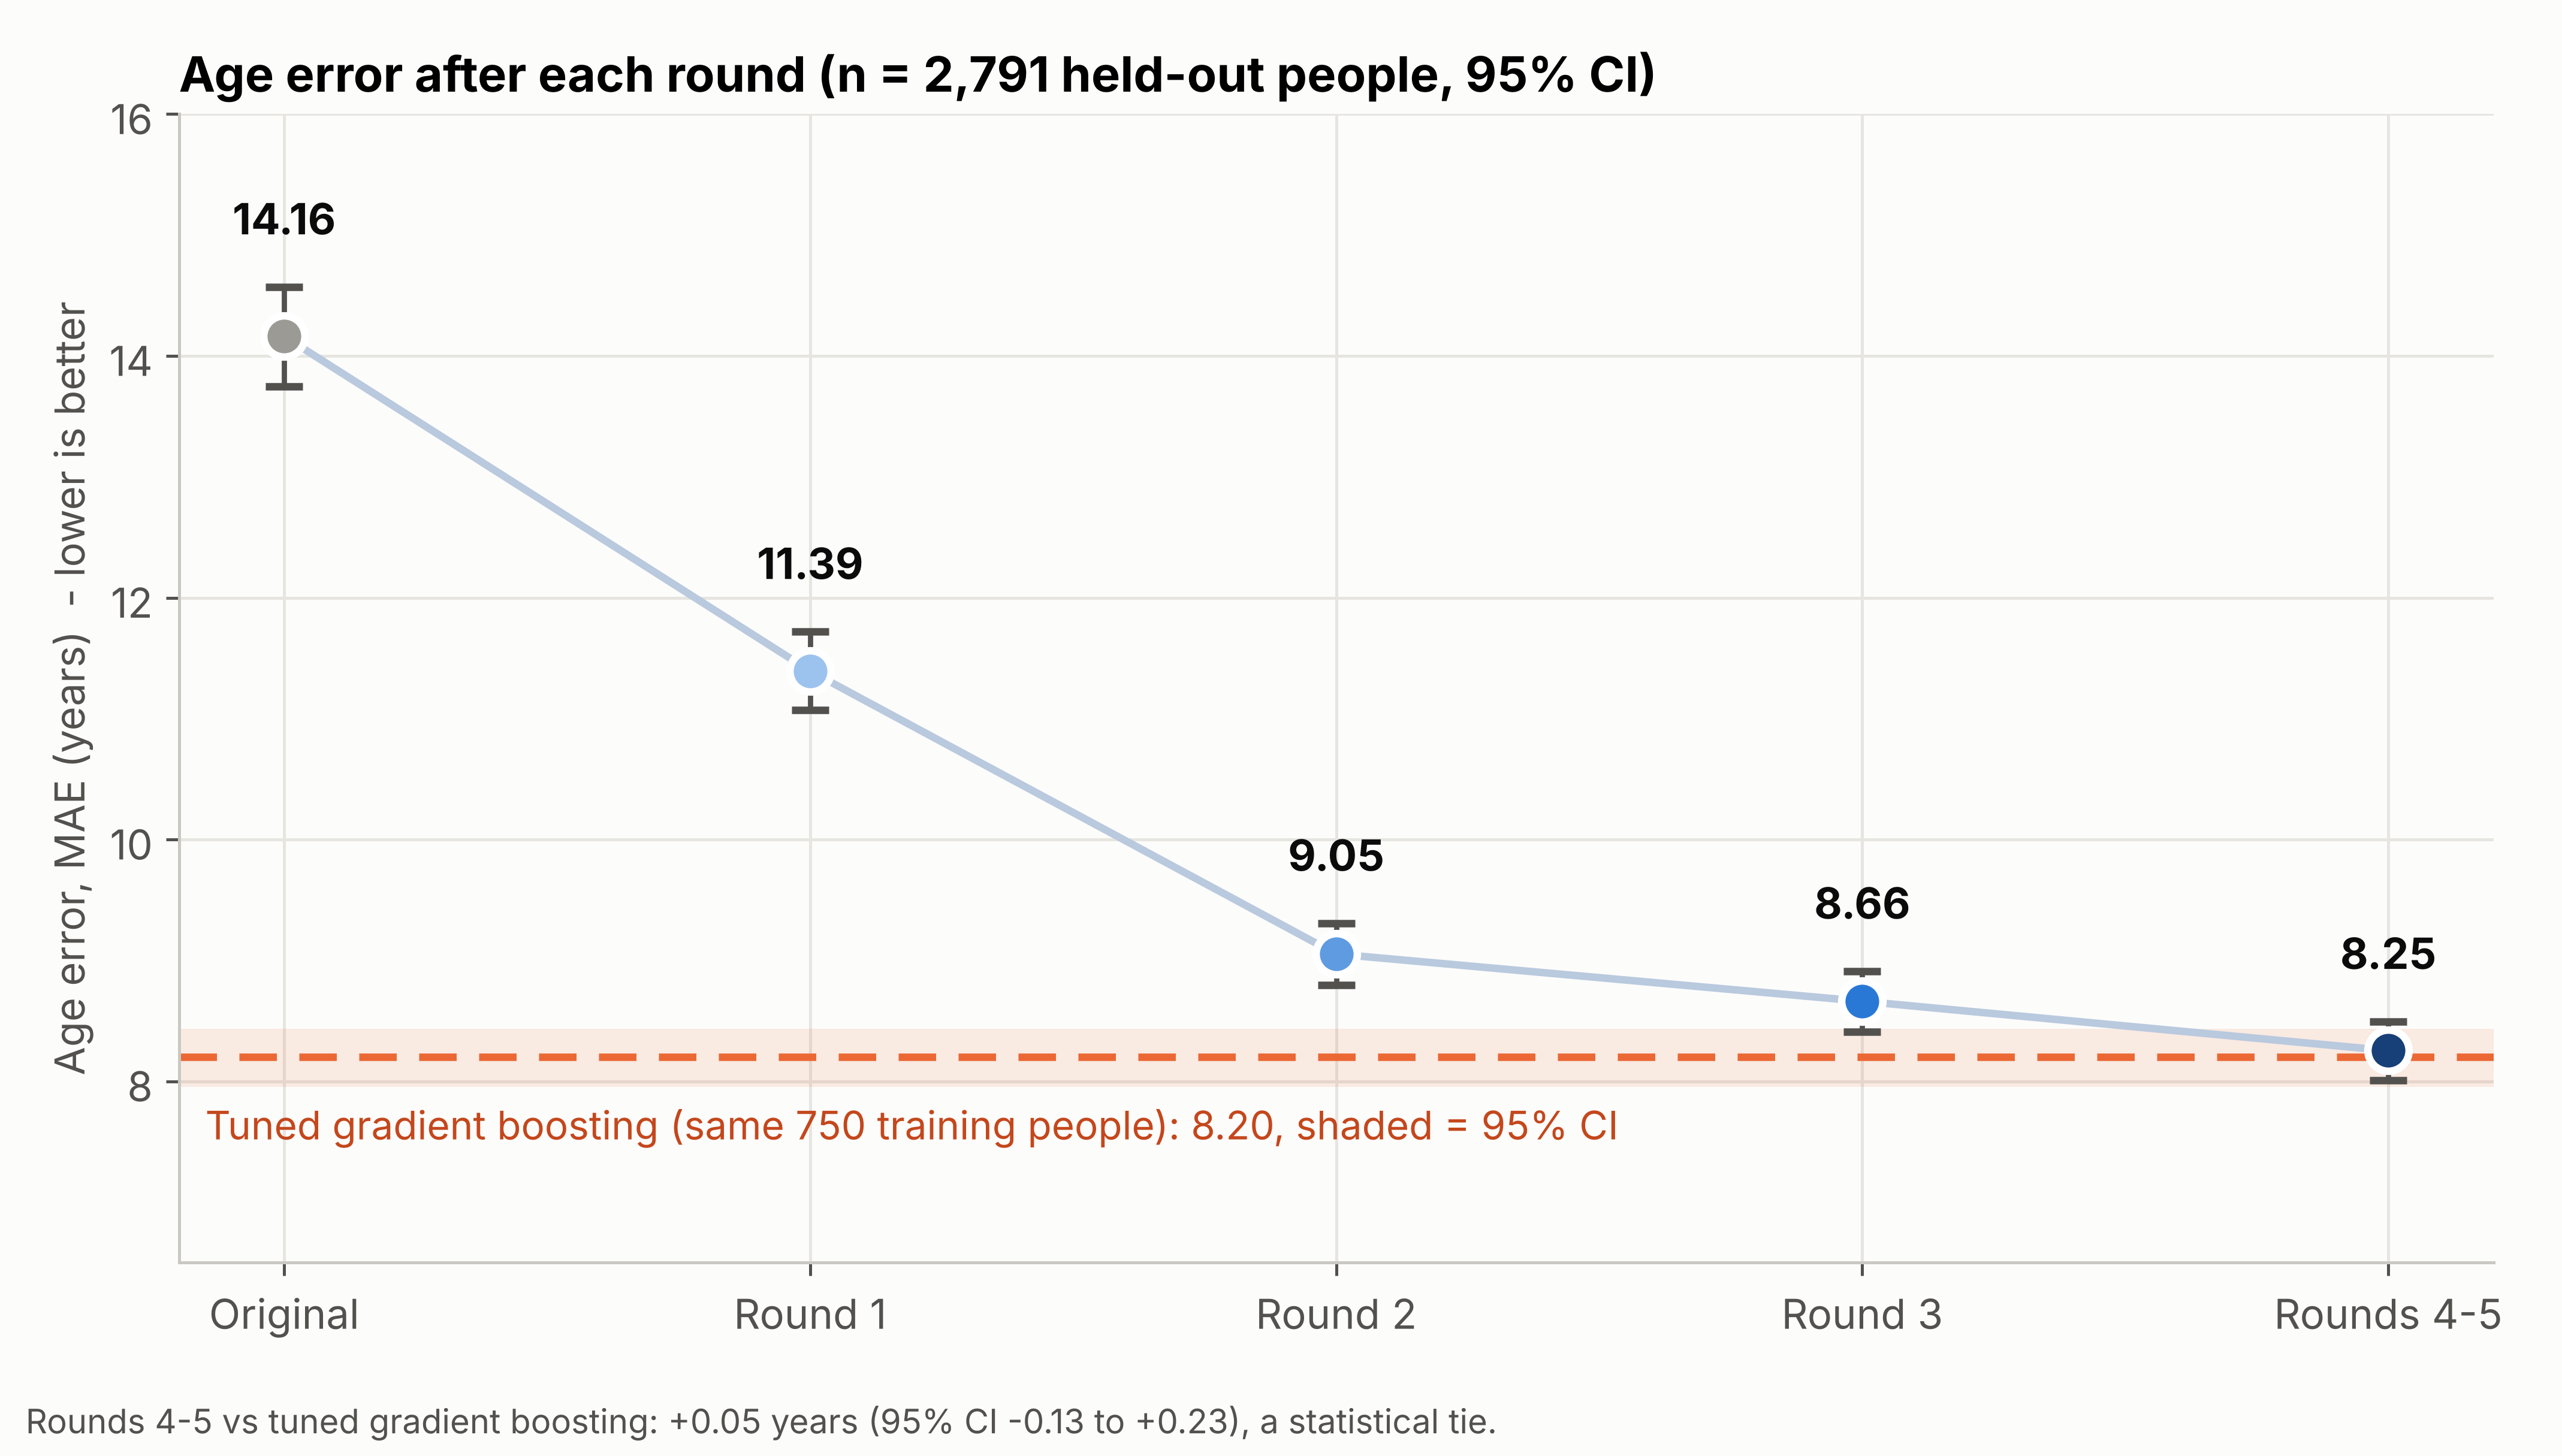 Age error after each round (n = 2,791 held-out people, 95% CI)
Age error, MAE (years) - lower is better
16
14
12
10
8
14.16
11.39
9.05
8.66
8.25
Tuned gradient boosting (same 750 training people): 8.20, shaded = 95% CI
Original
Round 1
Round 2
Round 3
Rounds 4-5
Rounds 4-5 vs tuned gradient boosting: +0.05 years (95% CI -0.13 to +0.23), a statistical tie.